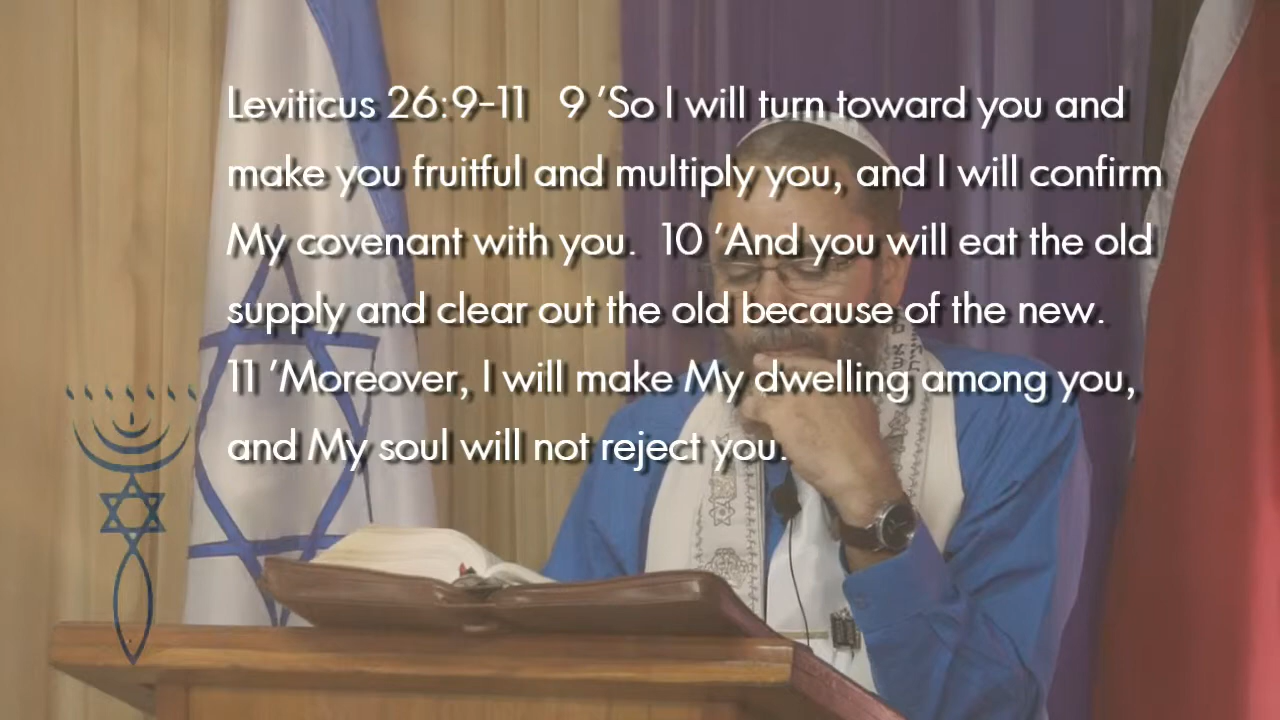 Leviticus 26:9-11 9 'So I will turn toward you and
make you fruitful and multiply you, and I will confirm
My covenant with you. 10 'And you will eat the old
supply and clear out the old because of the new.
11 'Moreover, I will make My dwelling among you,
and My soul will not reject you.